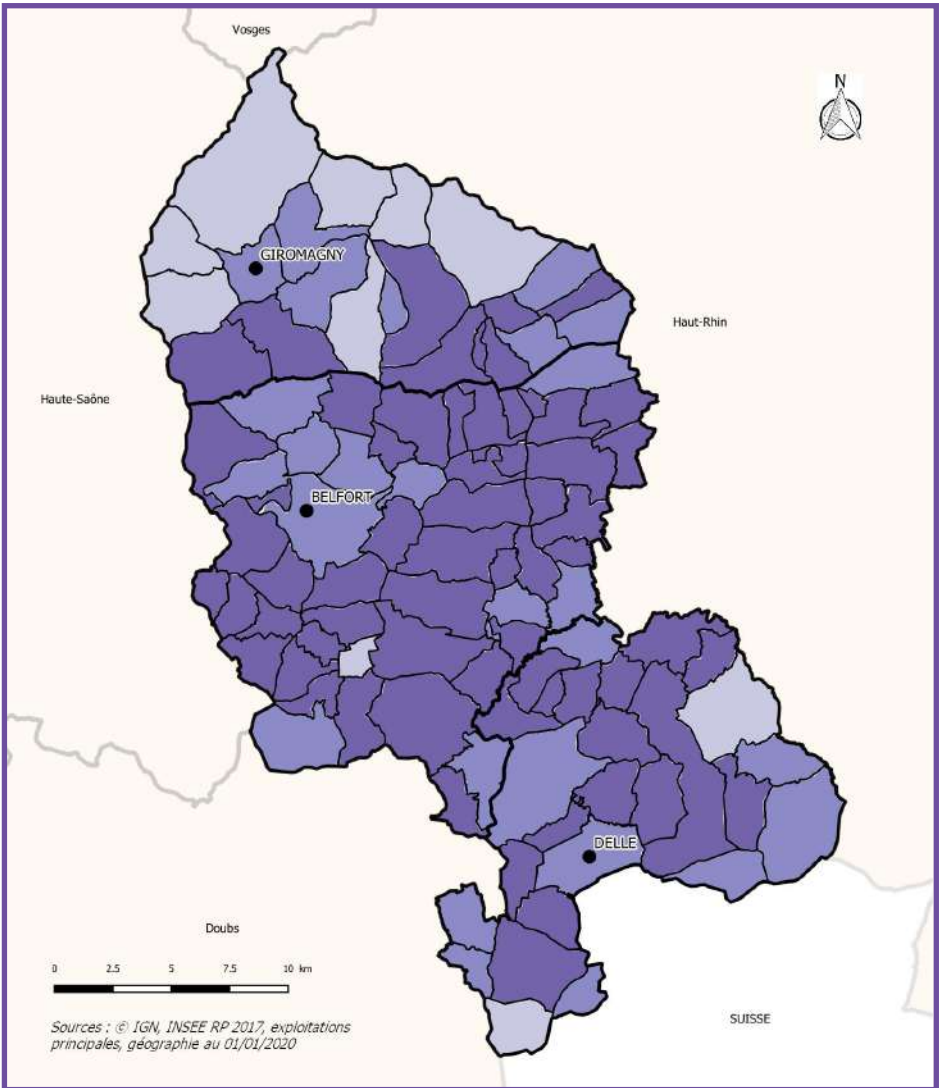 Vosges
N
GIROMAGNY
Haut-Rhin
Haute-Saône
BELFORT
DELLE
Doubs
0 2.5 5 7.5 10 km
SUISSE
Sources : © IGN, INSEE RP 2017, exploitations
principales, géographie au 01/01/2020